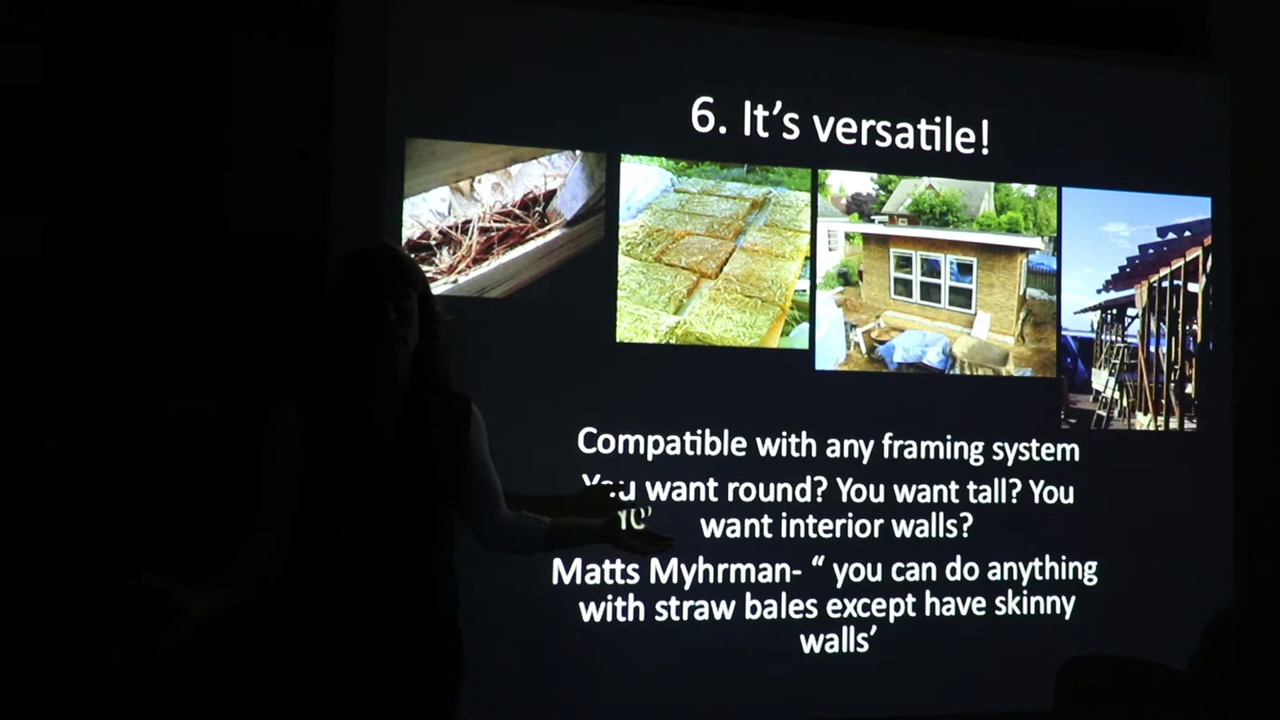 6. It's versatile!
Compatible with any framing system
You want round? You want tall? You
want interior walls?
Matts Myhrman- “ you can do anything
with straw bales except have skinny
walls’